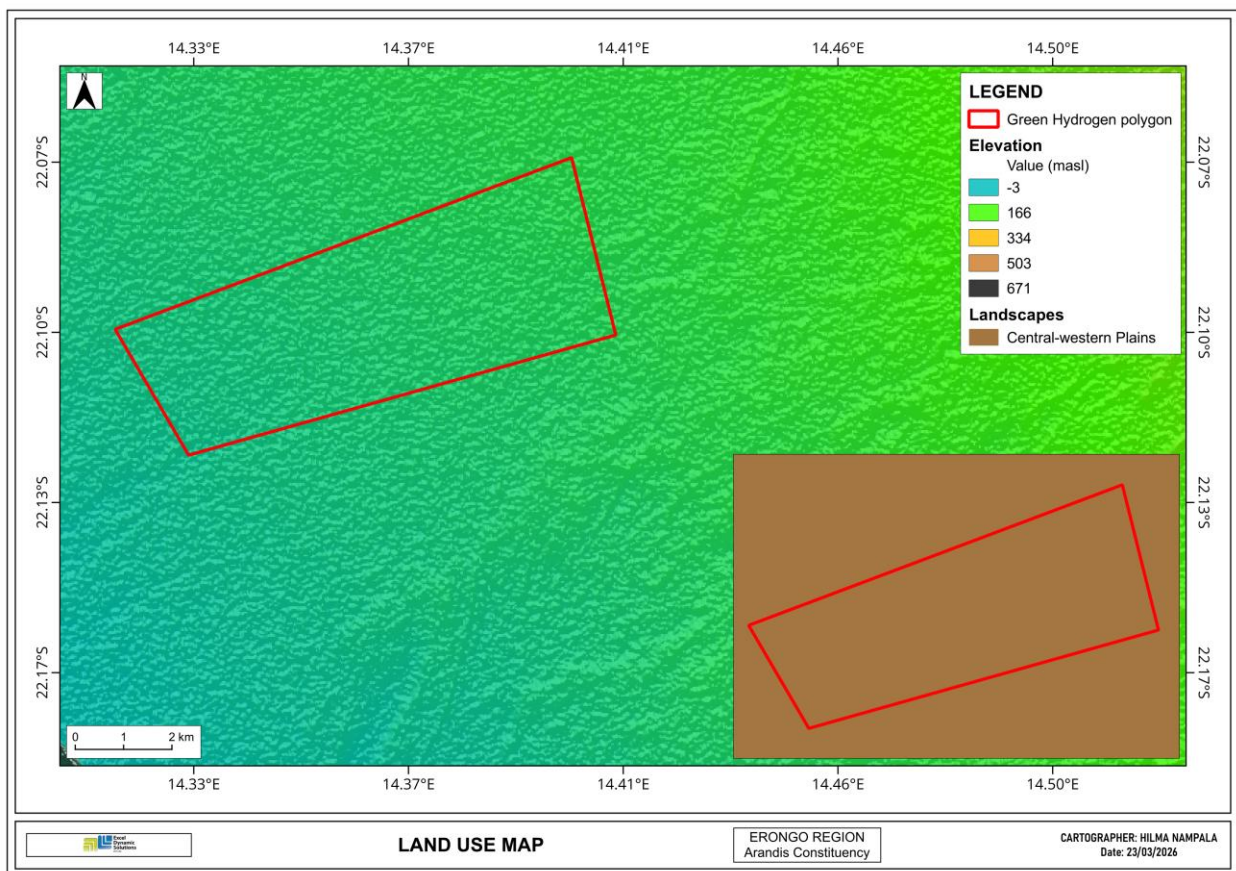 14.33°E 14.37°E 14.41°E 14.46°E 14.50°E
N
LEGEND
Green Hydrogen polygon
Elevation
Value (masl)
-3
166
334
503
671
Landscapes
Central-western Plains
22.07°S 22.07°S
22.10°S 22.10°S
22.13°S 22.13°S
22.17°S 22.17°S
0 1 2 km
14.33°E 14.37°E 14.41°E 14.46°E 14.50°E
Excel
Dynamic
Solutions
LAND USE MAP
ERONGO REGION
Arandis Constituency
CARTOGRAPHER: HILMA NAMPALA
Date: 23/03/2026